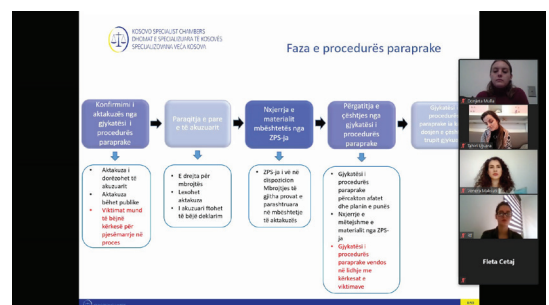 KOSOVO SPECIALIST CHAMBERS
DHOMAT E SPECIALIZUARA TË KOSOVËS
SPECIJALIZOVANA VEĆA KOSOVA
Faza e procedurës paraprake
Konfirmimi i
aktakuzës nga
gjykatësi i
procedurës
paraprake
Paraqitja e parë
e të akuzuarit
Nxjerrja e
materialit
mbështetës nga
ZPS-ja
Përgatitja e
çështjes nga
gjykatësi i
procedurës
paraprake
Gjykatësi i
procedurës
• Aktakuza i
dorëzohet të
akuzuarit
• Aktakuza
bëhet publike
• Viktimat mund
të bëjnë
kërkesë për
pjesëmarrje në
proces
• E drejta për
mbrojtës
• Lexohet
aktakuza
• I akuzuari ftohet
të bëjë deklarim
• ZPS-ja i vë në
dispozicion
Mbrojtjes të
gjitha provat e
parashtruara
në mbështetje të
aktakuzës
• Gjykatësi i
procedurës
paraprake
përcakton afatet
dhe planin e punës
• Nxjerrje e
mëtejshme e
materialit nga ZPS-
ja
• Gjykatësi i
procedurës
paraprake vendos
në lidhje me
kërkesat e
viktimave
Fleta Cetaj